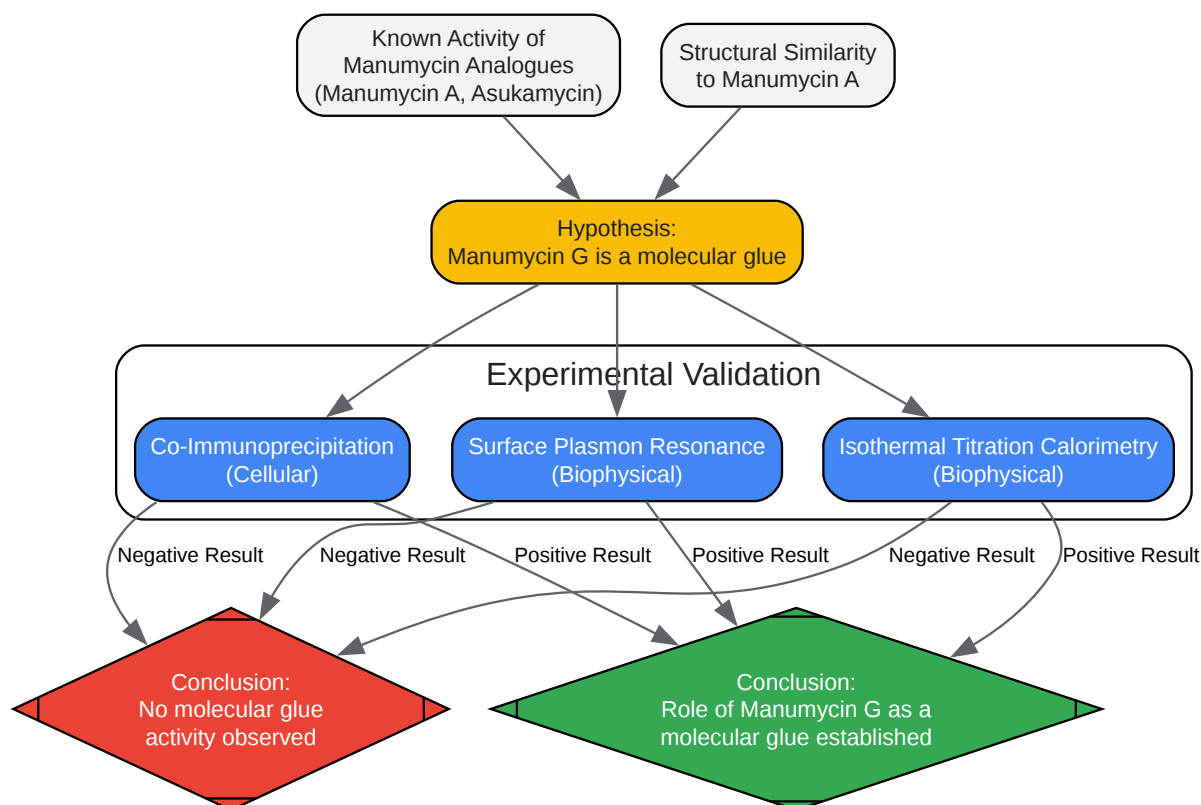 Known Activity of
Manumycin Analogues
(Manumycin A, Asukamycin)
Structural Similarity
to Manumycin A
Hypothesis:
Manumycin G is a molecular glue
Experimental Validation
Co-Immunoprecipitation
(Cellular)
Surface Plasmon Resonance
(Biophysical)
Isothermal Titration Calorimetry
(Biophysical)
Negative Result
Negative Result
Positive Result
Positive Result
Negative Result
Positive Result
Conclusion:
No molecular glue
activity observed
Conclusion:
Role of Manumycin G as a
molecular glue established